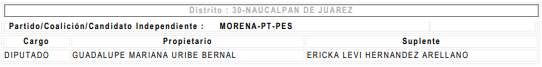 Distrito : 30-NAUCALPAN DE JUAREZ
Partido/Coalición/Candidato Independiente : MORENA-PT-PES
Cargo Propietario Suplente
DIPUTADO GUADALUPE MARIANA URIBE BERNAL ERICKA LEVI HERNANDEZ ARELLANO